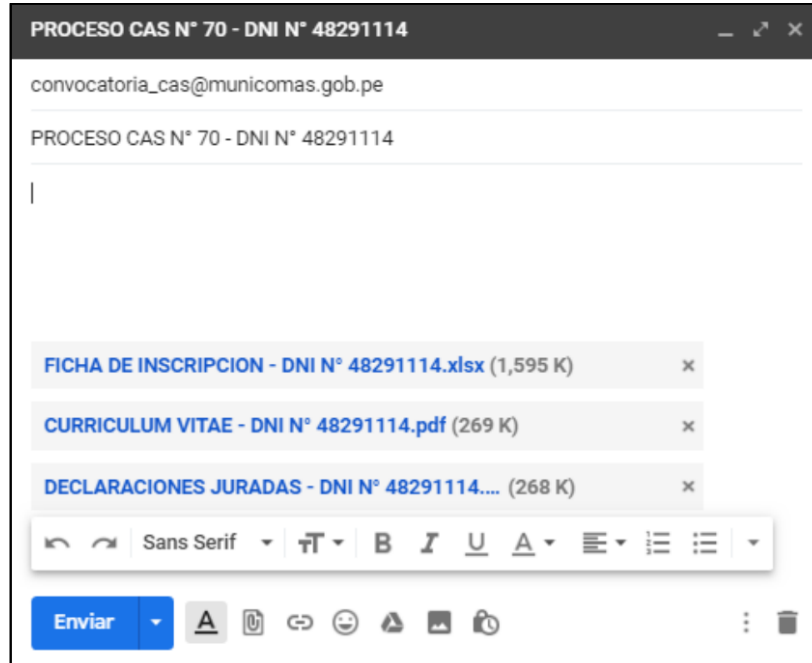 PROCESO CAS N° 70 - DNI N° 48291114
convocatoria_cas@municomas.gob.pe
PROCESO CAS N° 70 - DNI N° 48291114
FICHA DE INSCRIPCION - DNI N° 48291114.xlsx (1,595 K)
CURRICULUM VITAE - DNI N° 48291114.pdf (269 K)
DECLARACIONES JURADAS - DNI N° 48291114.... (268 K)
Sans Serif
Enviar